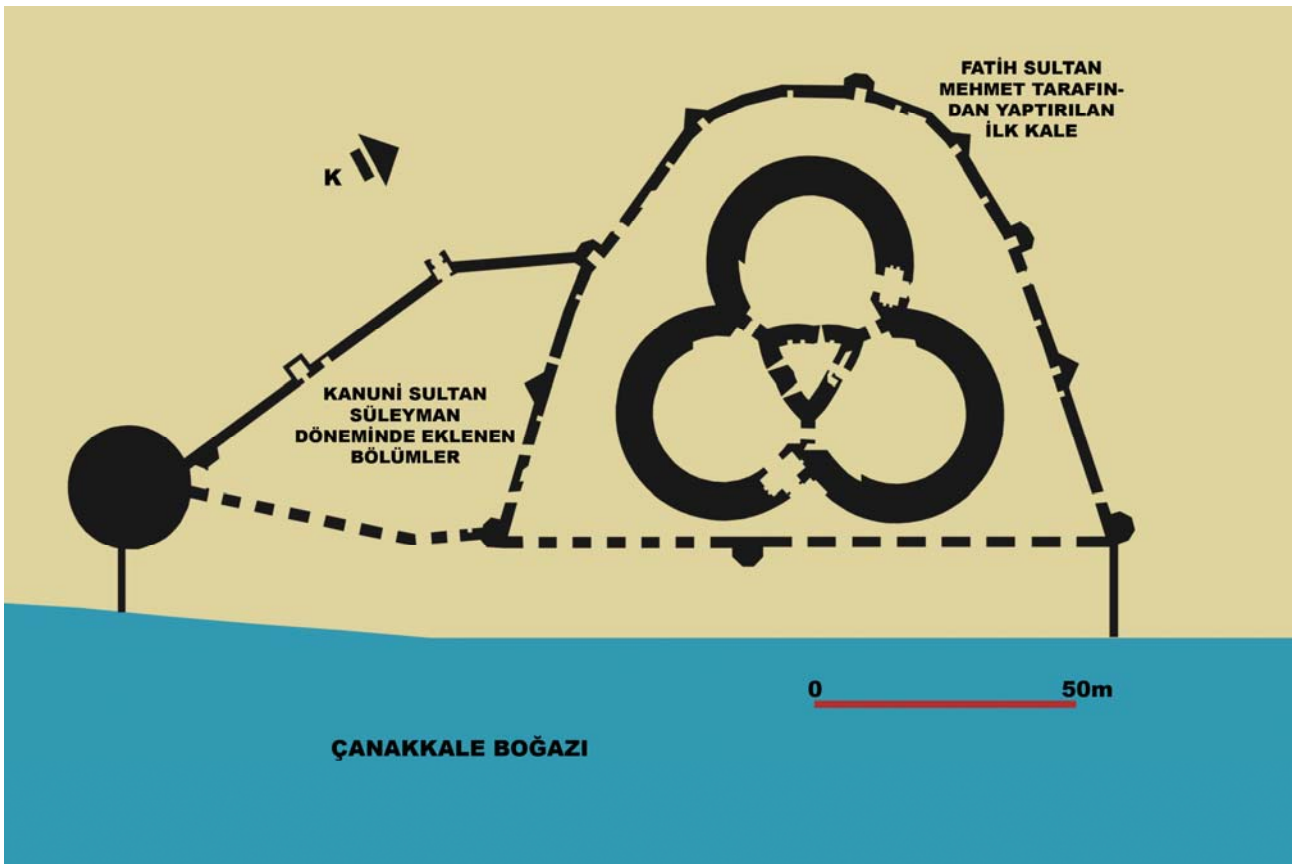 FATİH SULTAN
MEHMET TARAFIN-
DAN YAPTIRILAN
İLK KALE
K
KANUNİ SULTAN
SÜLEYMAN
DÖNEMİNDE EKLENEN
BÖLÜMLER
0 50m
ÇANAKKALE BOĞAZI